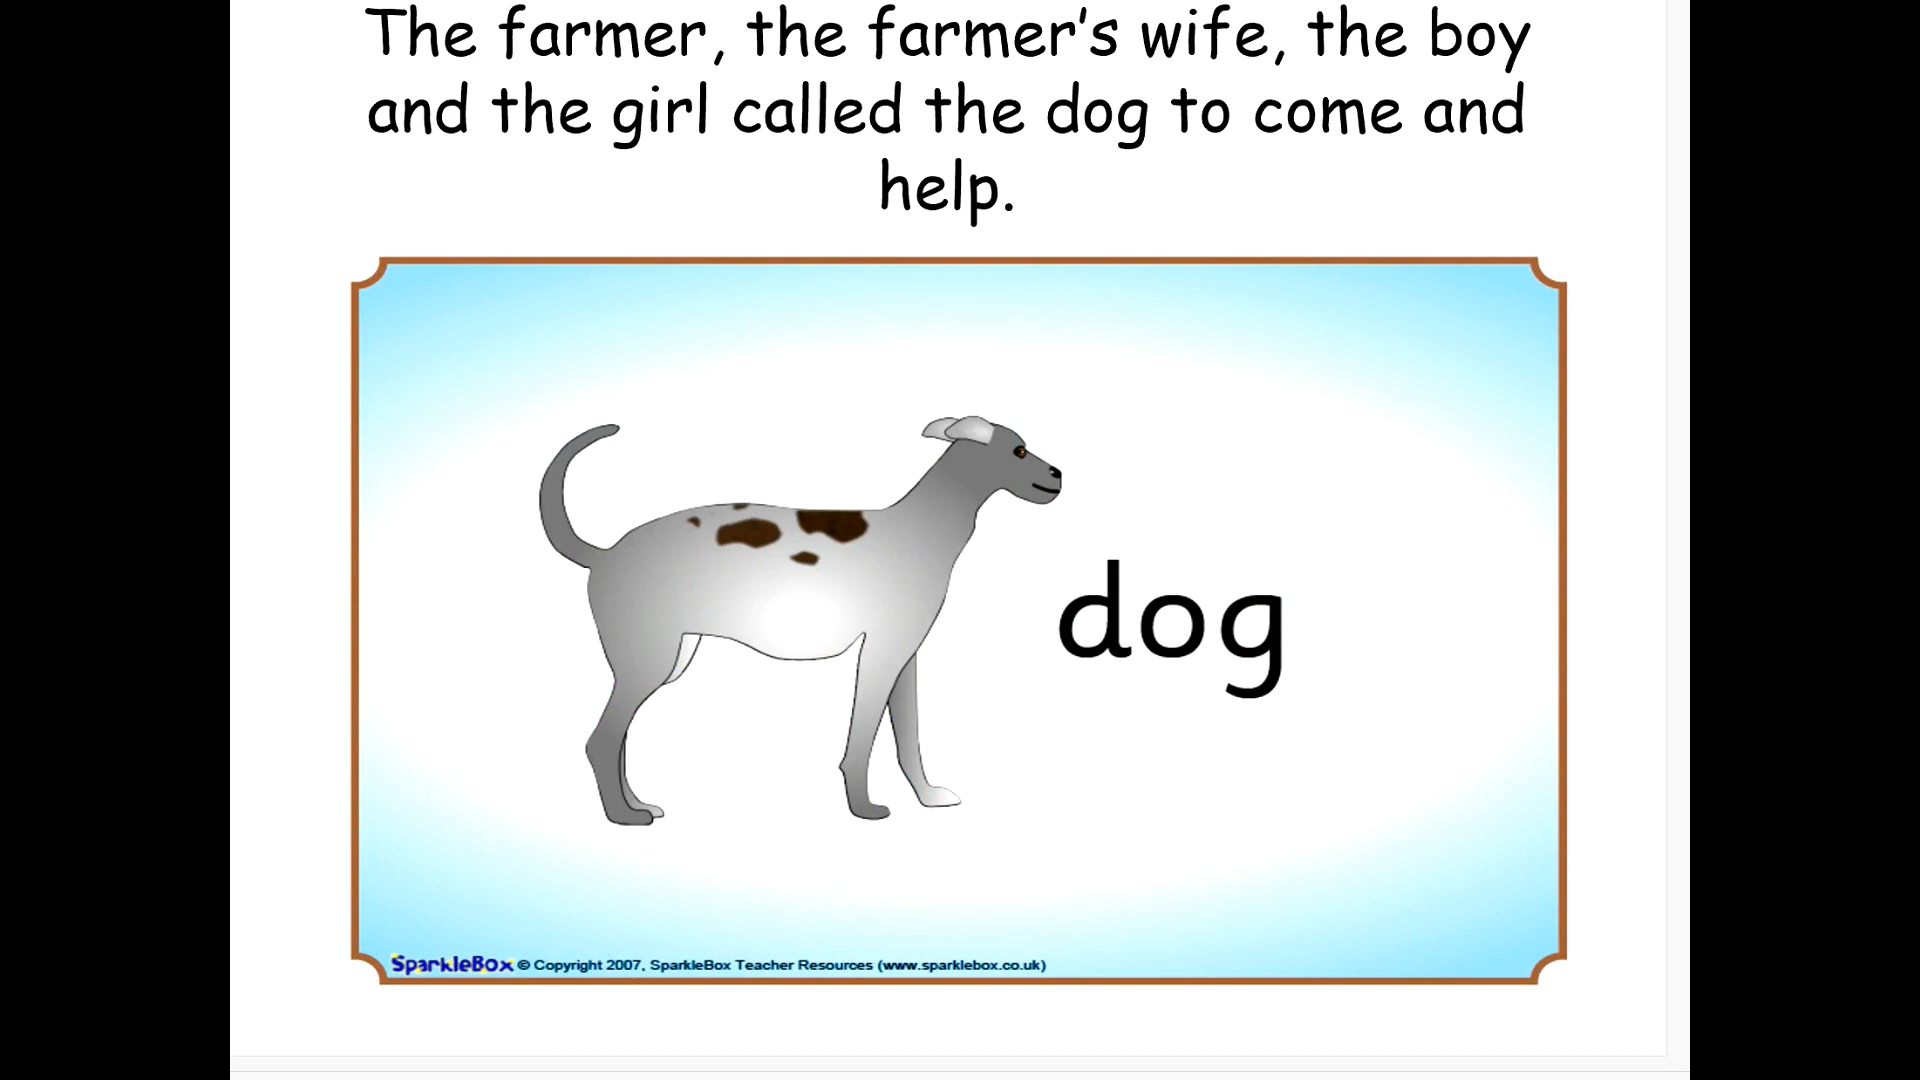 The farmer, the farmer's wife, the boy
and the girl called the dog to come and
help.
dog
SparkleBox © Copyright 2007, SparkleBox Teacher Resources (www.sparklebox.co.uk)